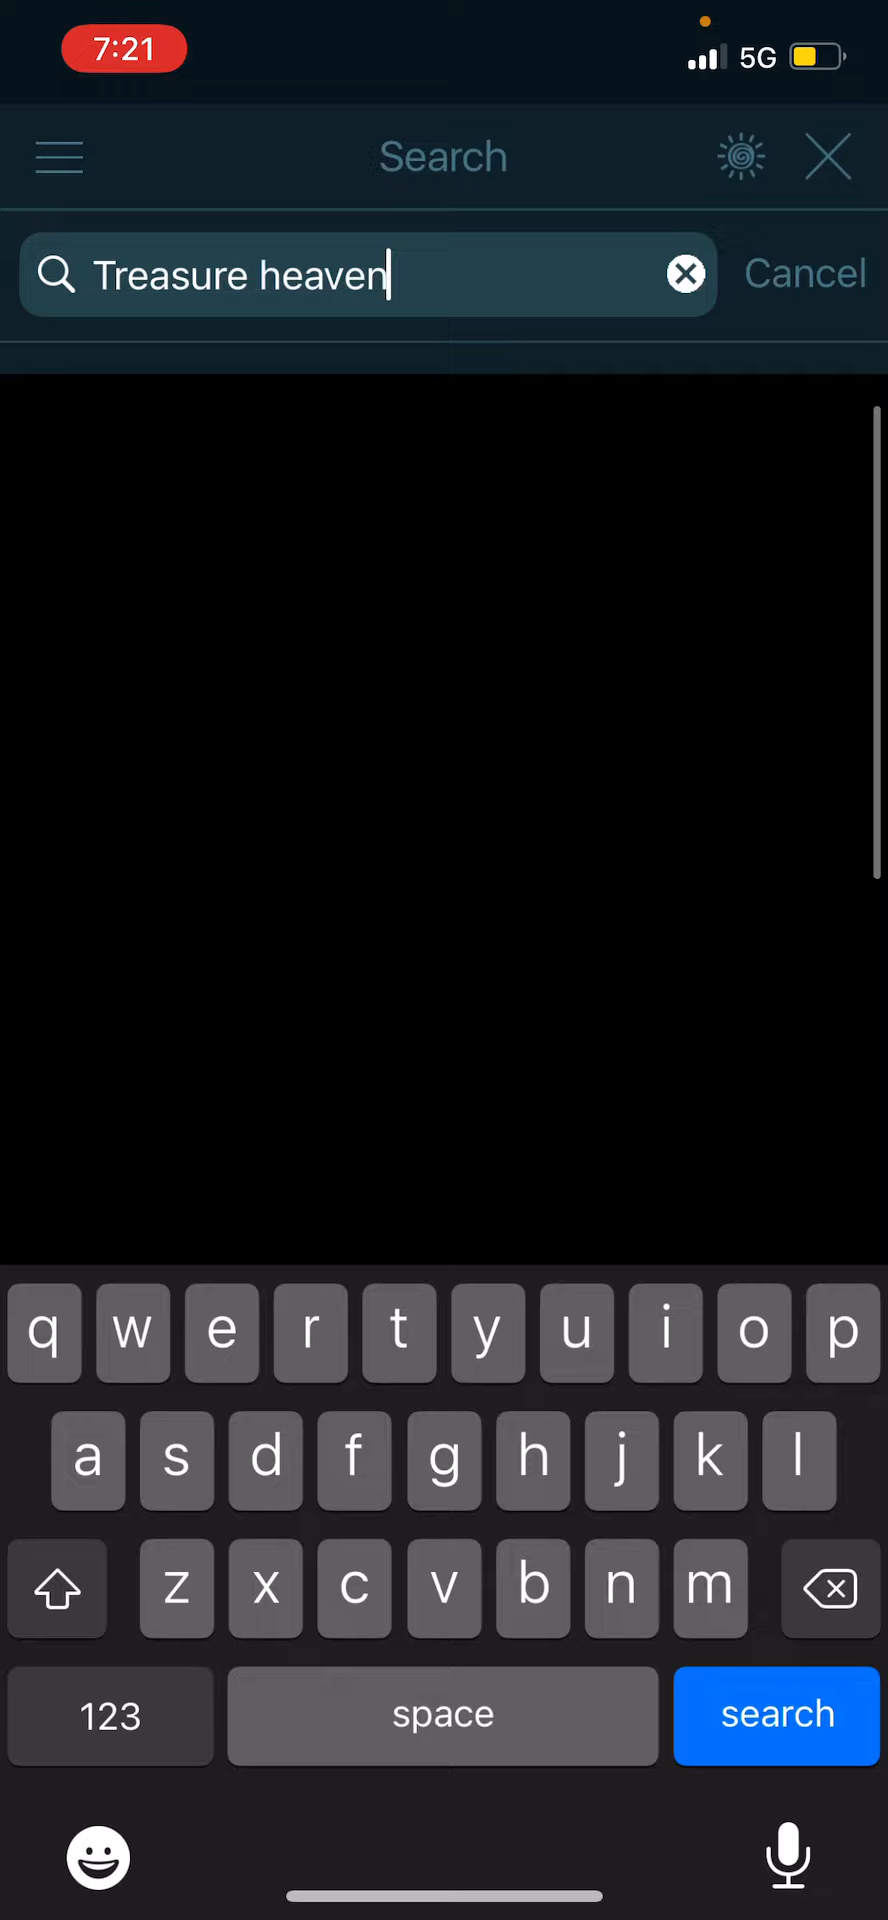 7:21
5G
Search
Treasure heaven
Cancel
q w e r t y u i o p
a s d f g h j k l
z x c v b n m
123 space search